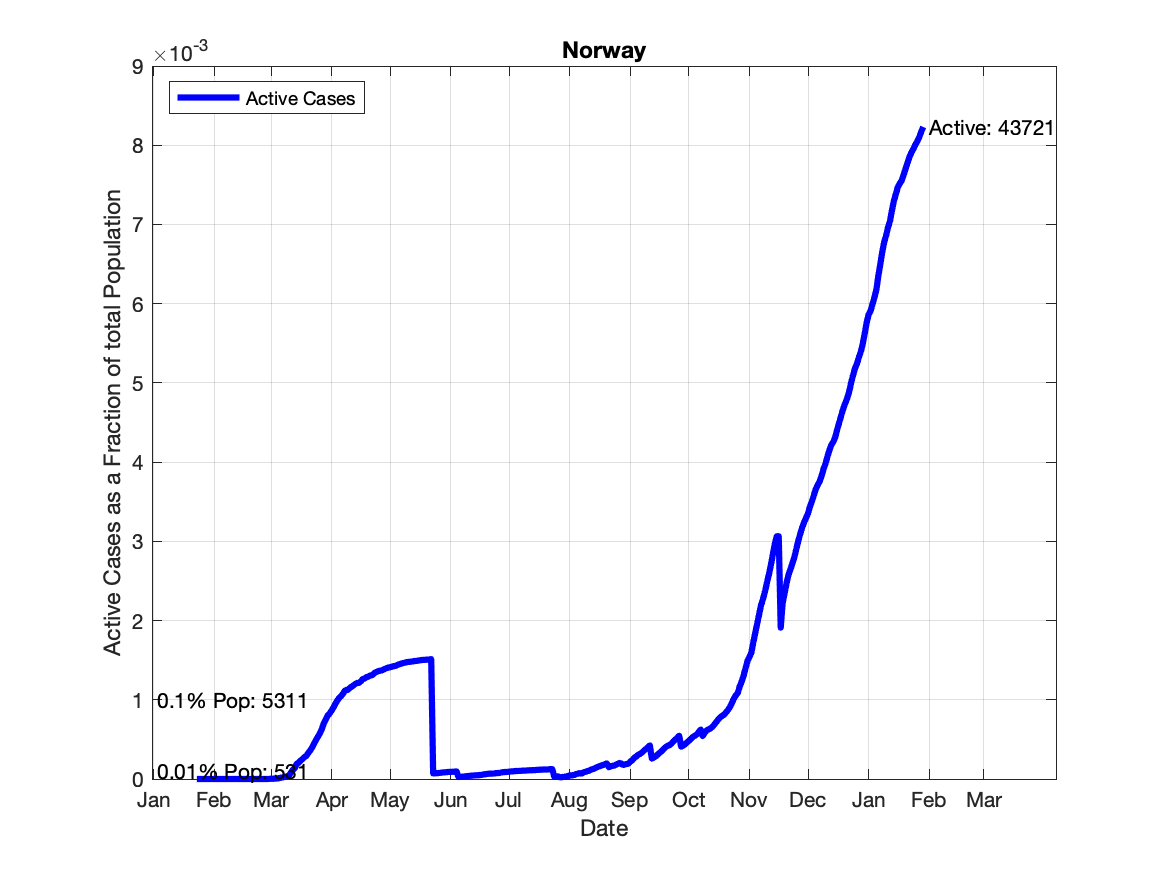 Norway
×10-3
9
8
7
6
5
4
3
2
1
0
Active Cases as a Fraction of total Population
Active Cases
Active: 43721
0.1% Pop: 5311
0.01% Pop: 531
Jan Feb Mar Apr May Jun Jul Aug Sep Oct Nov Dec Jan Feb Mar
Date